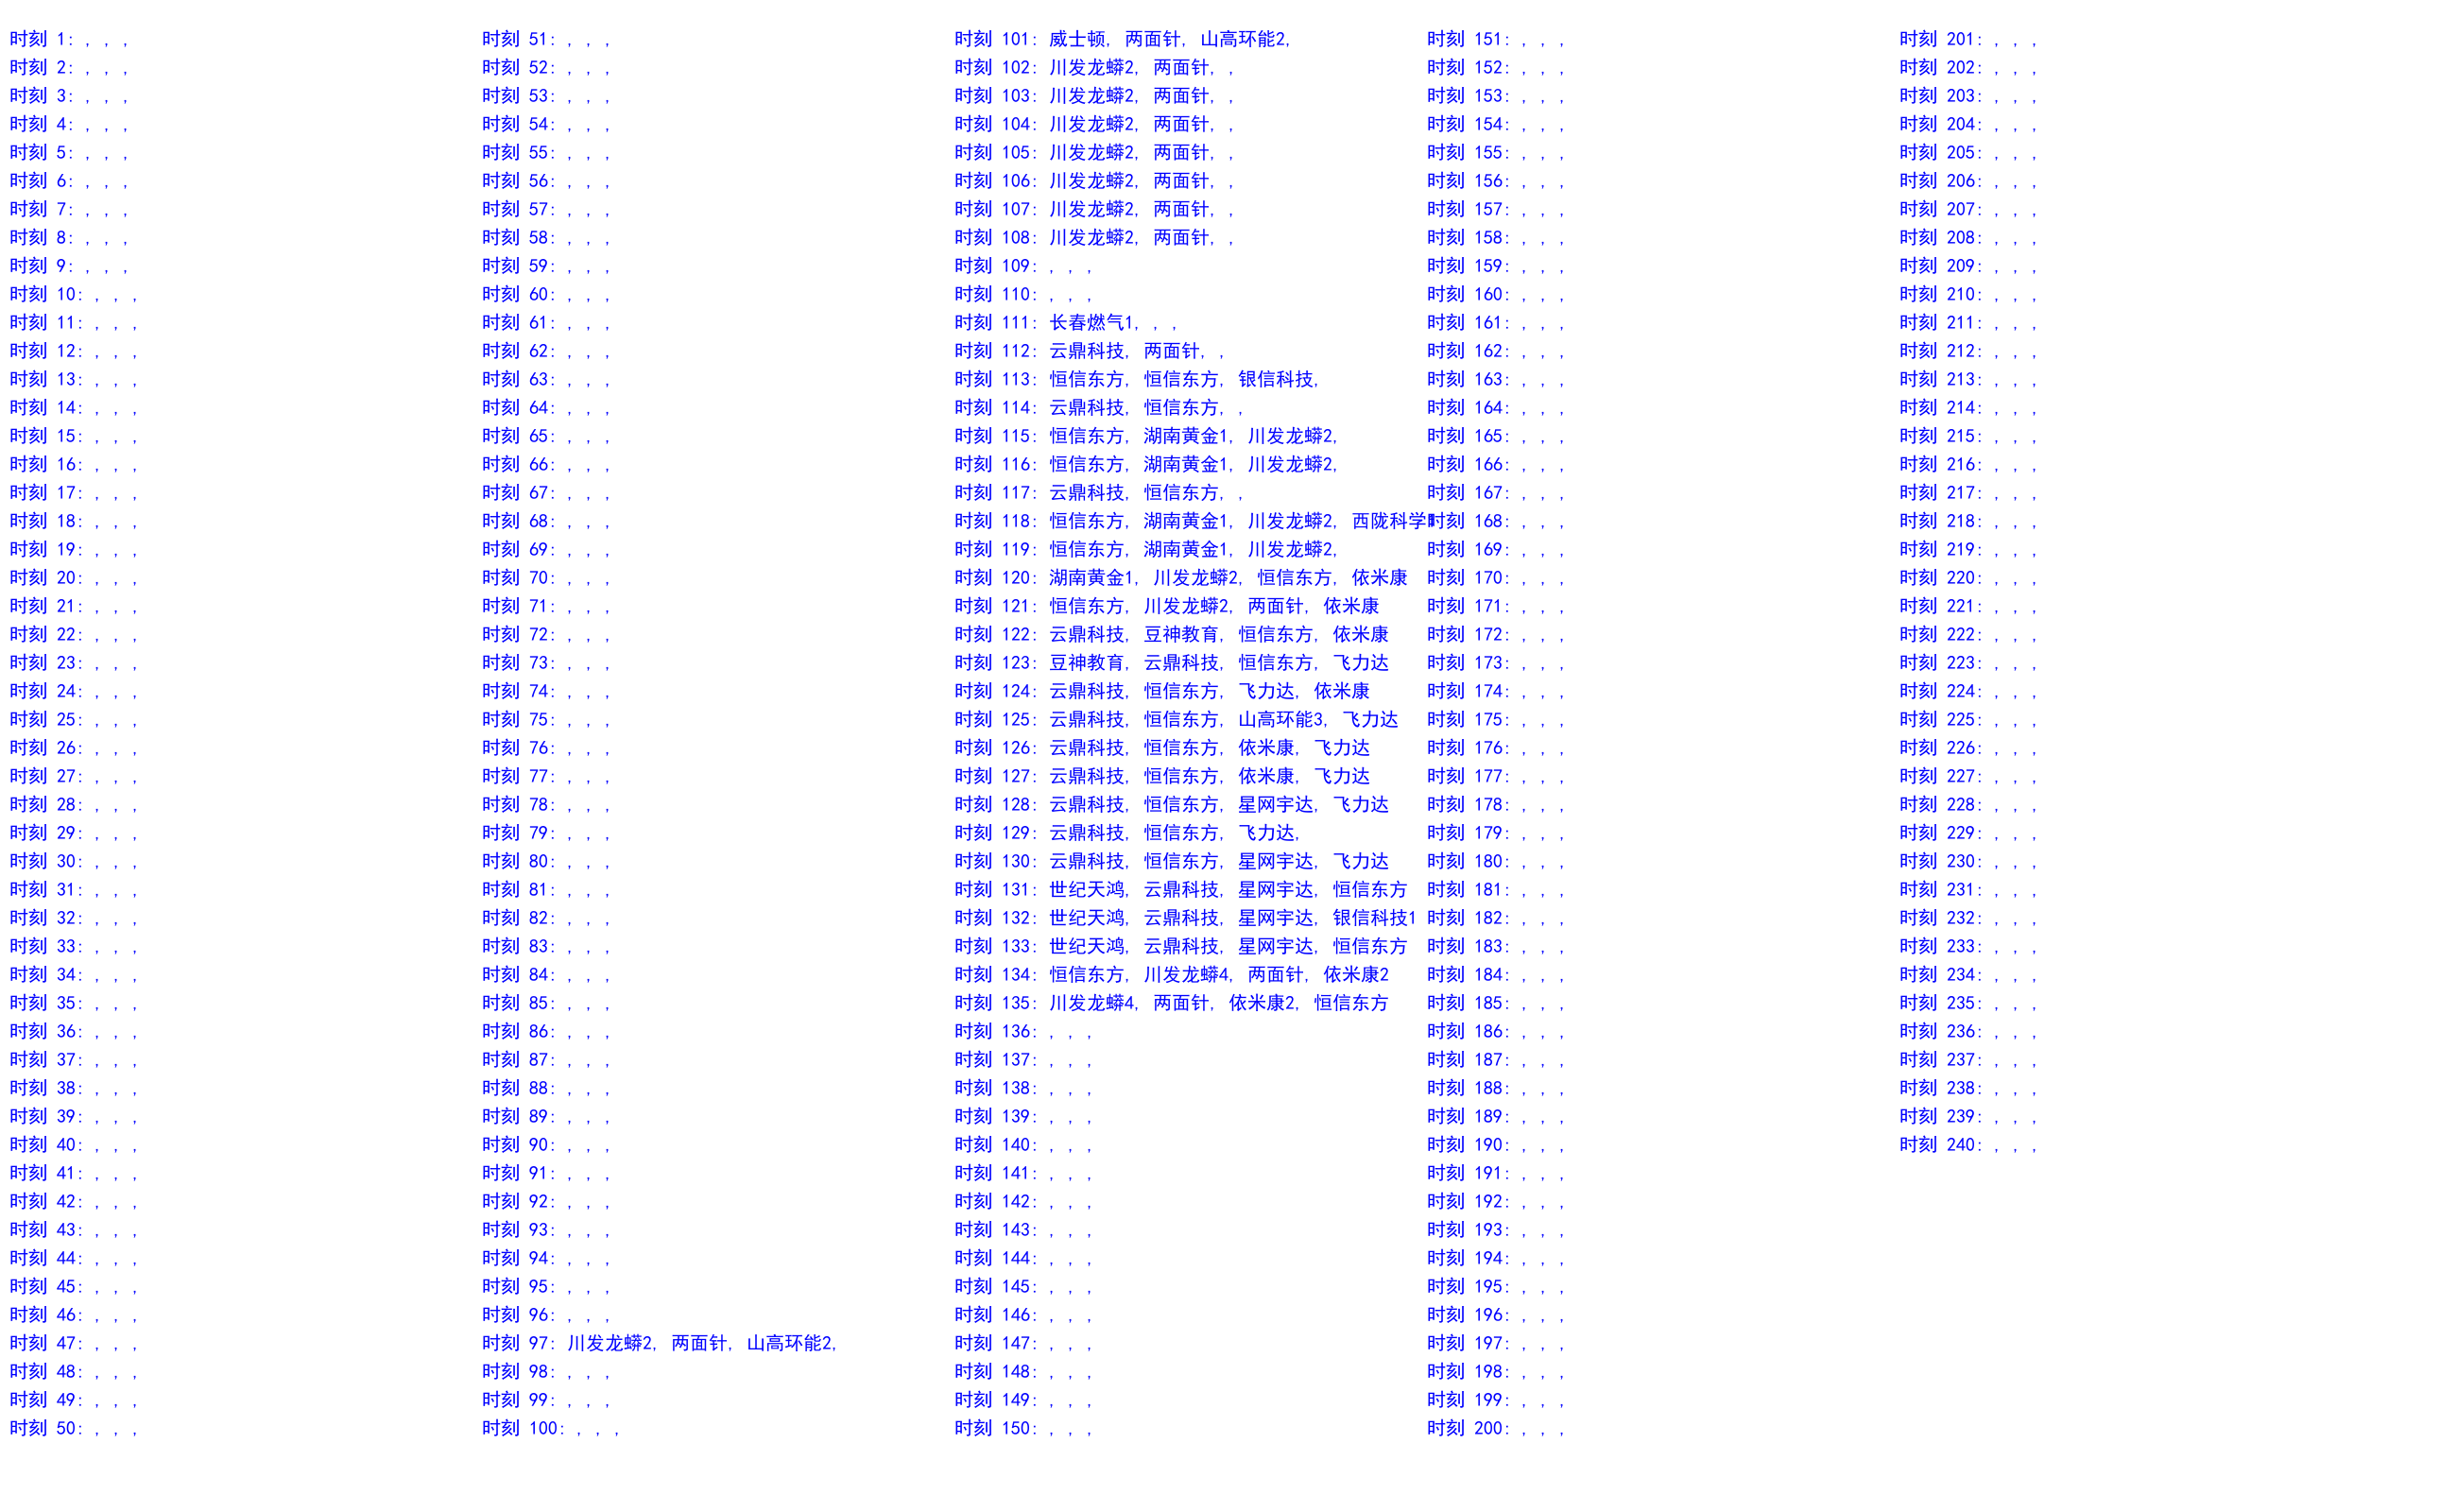 时刻 1: , , ,
时刻 2: , , ,
时刻 3: , , ,
时刻 4: , , ,
时刻 5: , , ,
时刻 6: , , ,
时刻 7: , , ,
时刻 8: , , ,
时刻 9: , , ,
时刻 10: , , ,
时刻 11: , , ,
时刻 12: , , ,
时刻 13: , , ,
时刻 14: , , ,
时刻 15: , , ,
时刻 16: , , ,
时刻 17: , , ,
时刻 18: , , ,
时刻 19: , , ,
时刻 20: , , ,
时刻 21: , , ,
时刻 22: , , ,
时刻 23: , , ,
时刻 24: , , ,
时刻 25: , , ,
时刻 26: , , ,
时刻 27: , , ,
时刻 28: , , ,
时刻 29: , , ,
时刻 30: , , ,
时刻 31: , , ,
时刻 32: , , ,
时刻 33: , , ,
时刻 34: , , ,
时刻 35: , , ,
时刻 36: , , ,
时刻 37: , , ,
时刻 38: , , ,
时刻 39: , , ,
时刻 40: , , ,
时刻 41: , , ,
时刻 42: , , ,
时刻 43: , , ,
时刻 44: , , ,
时刻 45: , , ,
时刻 46: , , ,
时刻 47: , , ,
时刻 48: , , ,
时刻 49: , , ,
时刻 50: , , ,
时刻 51: , , ,
时刻 52: , , ,
时刻 53: , , ,
时刻 54: , , ,
时刻 55: , , ,
时刻 56: , , ,
时刻 57: , , ,
时刻 58: , , ,
时刻 59: , , ,
时刻 60: , , ,
时刻 61: , , ,
时刻 62: , , ,
时刻 63: , , ,
时刻 64: , , ,
时刻 65: , , ,
时刻 66: , , ,
时刻 67: , , ,
时刻 68: , , ,
时刻 69: , , ,
时刻 70: , , ,
时刻 71: , , ,
时刻 72: , , ,
时刻 73: , , ,
时刻 74: , , ,
时刻 75: , , ,
时刻 76: , , ,
时刻 77: , , ,
时刻 78: , , ,
时刻 79: , , ,
时刻 80: , , ,
时刻 81: , , ,
时刻 82: , , ,
时刻 83: , , ,
时刻 84: , , ,
时刻 85: , , ,
时刻 86: , , ,
时刻 87: , , ,
时刻 88: , , ,
时刻 89: , , ,
时刻 90: , , ,
时刻 91: , , ,
时刻 92: , , ,
时刻 93: , , ,
时刻 94: , , ,
时刻 95: , , ,
时刻 96: , , ,
时刻 97: 川发龙蟒2, 两面针, 山高环能2,
时刻 98: , , ,
时刻 99: , , ,
时刻 100: , , ,
时刻 101: 威士顿, 两面针, 山高环能2,
时刻 102: 川发龙蟒2, 两面针, ,
时刻 103: 川发龙蟒2, 两面针, ,
时刻 104: 川发龙蟒2, 两面针, ,
时刻 105: 川发龙蟒2, 两面针, ,
时刻 106: 川发龙蟒2, 两面针, ,
时刻 107: 川发龙蟒2, 两面针, ,
时刻 108: 川发龙蟒2, 两面针, ,
时刻 109: , , ,
时刻 110: , , ,
时刻 111: 长春燃气1, , ,
时刻 112: 云鼎科技, 两面针, ,
时刻 113: 恒信东方, 恒信东方, 银信科技,
时刻 114: 云鼎科技, 恒信东方, ,
时刻 115: 恒信东方, 湖南黄金1, 川发龙蟒2,
时刻 116: 恒信东方, 湖南黄金1, 川发龙蟒2,
时刻 117: 云鼎科技, 恒信东方, ,
时刻 118: 恒信东方, 湖南黄金1, 川发龙蟒2, 西陇科学
时刻 119: 恒信东方, 湖南黄金1, 川发龙蟒2,
时刻 120: 湖南黄金1, 川发龙蟒2, 恒信东方, 依米康
时刻 121: 恒信东方, 川发龙蟒2, 两面针, 依米康
时刻 122: 云鼎科技, 豆神教育, 恒信东方, 依米康
时刻 123: 豆神教育, 云鼎科技, 恒信东方, 飞力达
时刻 124: 云鼎科技, 恒信东方, 飞力达, 依米康
时刻 125: 云鼎科技, 恒信东方, 山高环能3, 飞力达
时刻 126: 云鼎科技, 恒信东方, 依米康, 飞力达
时刻 127: 云鼎科技, 恒信东方, 依米康, 飞力达
时刻 128: 云鼎科技, 恒信东方, 星网宇达, 飞力达
时刻 129: 云鼎科技, 恒信东方, 飞力达,
时刻 130: 云鼎科技, 恒信东方, 星网宇达, 飞力达
时刻 131: 世纪天鸿, 云鼎科技, 星网宇达, 恒信东方
时刻 132: 世纪天鸿, 云鼎科技, 星网宇达, 银信科技1
时刻 133: 世纪天鸿, 云鼎科技, 星网宇达, 恒信东方
时刻 134: 恒信东方, 川发龙蟒4, 两面针, 依米康2
时刻 135: 川发龙蟒4, 两面针, 依米康2, 恒信东方
时刻 136: , , ,
时刻 137: , , ,
时刻 138: , , ,
时刻 139: , , ,
时刻 140: , , ,
时刻 141: , , ,
时刻 142: , , ,
时刻 143: , , ,
时刻 144: , , ,
时刻 145: , , ,
时刻 146: , , ,
时刻 147: , , ,
时刻 148: , , ,
时刻 149: , , ,
时刻 150: , , ,
时刻 151: , , ,
时刻 152: , , ,
时刻 153: , , ,
时刻 154: , , ,
时刻 155: , , ,
时刻 156: , , ,
时刻 157: , , ,
时刻 158: , , ,
时刻 159: , , ,
时刻 160: , , ,
时刻 161: , , ,
时刻 162: , , ,
时刻 163: , , ,
时刻 164: , , ,
时刻 165: , , ,
时刻 166: , , ,
时刻 167: , , ,
时刻 168: , , ,
时刻 169: , , ,
时刻 170: , , ,
时刻 171: , , ,
时刻 172: , , ,
时刻 173: , , ,
时刻 174: , , ,
时刻 175: , , ,
时刻 176: , , ,
时刻 177: , , ,
时刻 178: , , ,
时刻 179: , , ,
时刻 180: , , ,
时刻 181: , , ,
时刻 182: , , ,
时刻 183: , , ,
时刻 184: , , ,
时刻 185: , , ,
时刻 186: , , ,
时刻 187: , , ,
时刻 188: , , ,
时刻 189: , , ,
时刻 190: , , ,
时刻 191: , , ,
时刻 192: , , ,
时刻 193: , , ,
时刻 194: , , ,
时刻 195: , , ,
时刻 196: , , ,
时刻 197: , , ,
时刻 198: , , ,
时刻 199: , , ,
时刻 200: , , ,
时刻 201: , , ,
时刻 202: , , ,
时刻 203: , , ,
时刻 204: , , ,
时刻 205: , , ,
时刻 206: , , ,
时刻 207: , , ,
时刻 208: , , ,
时刻 209: , , ,
时刻 210: , , ,
时刻 211: , , ,
时刻 212: , , ,
时刻 213: , , ,
时刻 214: , , ,
时刻 215: , , ,
时刻 216: , , ,
时刻 217: , , ,
时刻 218: , , ,
时刻 219: , , ,
时刻 220: , , ,
时刻 221: , , ,
时刻 222: , , ,
时刻 223: , , ,
时刻 224: , , ,
时刻 225: , , ,
时刻 226: , , ,
时刻 227: , , ,
时刻 228: , , ,
时刻 229: , , ,
时刻 230: , , ,
时刻 231: , , ,
时刻 232: , , ,
时刻 233: , , ,
时刻 234: , , ,
时刻 235: , , ,
时刻 236: , , ,
时刻 237: , , ,
时刻 238: , , ,
时刻 239: , , ,
时刻 240: , , ,